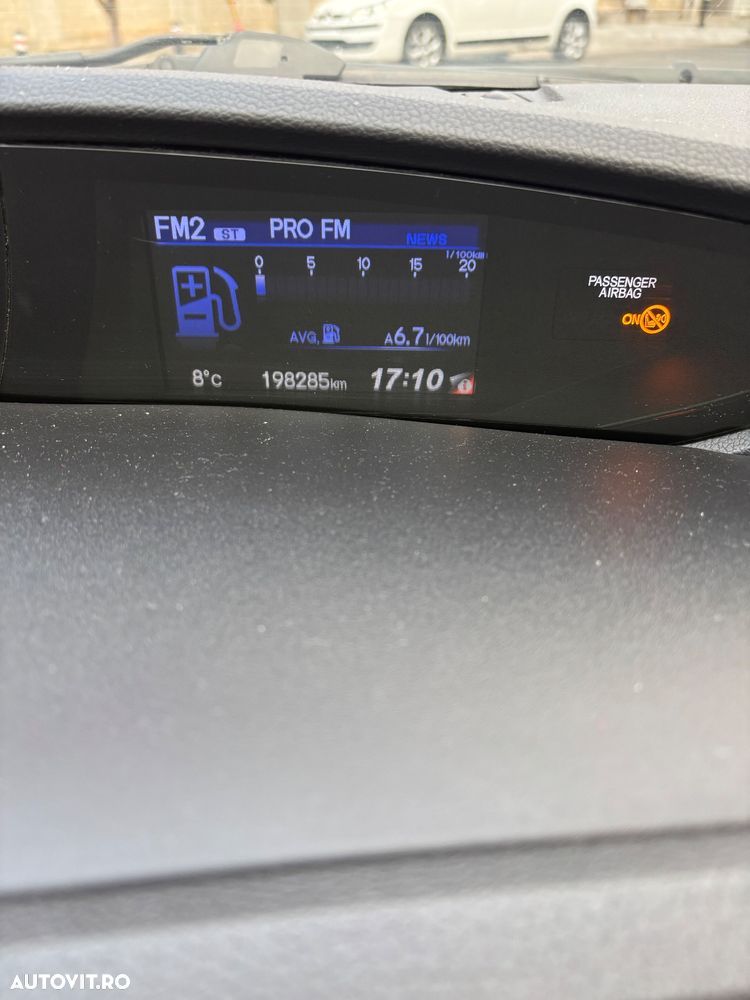 FM2 ST PRO FM
NEWS
l/100km
0 5 10 15 20
AVG. A6.7 l/100km
8°C 198285km 17:10
PASSENGER
AIRBAG
ON
AUTOVIT.RO